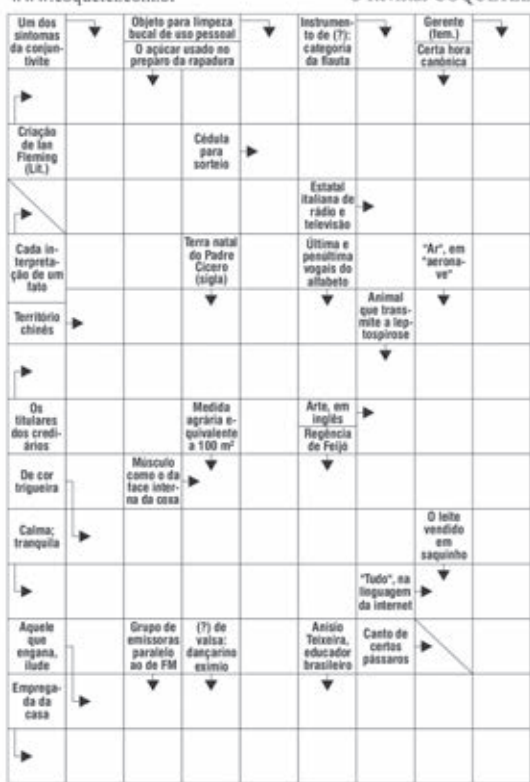 Um dos
sintomas
da conjun-
tivite
Objeto para limpeza
bucal de uso pessoal
O açúcar usado no
preparo da rapadura
Instrumen-
to de (?):
categoria
da flauta
Gerente
(fem.)
Certa hora
canônica
Criação
de Ian
Fleming
(Lit.)
Cédula
para
sorteio
Estatal
italiana de
rádio e
televisão
Cada in-
terpreta-
ção de um
fato
Terra natal
do Padre
Cícero
(sigla)
Última e
penúltima
vogais do
alfabeto
"Ar", em
"aerona-
ve"
Território
chinês
Animal
que trans-
mite a lep-
tospirose
Os
titulares
dos crediá-
rios
Medida
agrária e-
quivalente
a 100 m²
Arte, em
inglês
Regência
de Feijó
De cor
trigueira
Músculo
como o da
face inter-
na da coxa
Calma;
tranquila
O leite
vendido
em
saquinho
"Tudo", na
linguagem
da internet
Aquele
que
engana,
ilude
Grupo de
emissoras
paralelo
ao de FM
(?) de
valsa:
dançarino
exímio
Anísio
Teixeira,
educador
brasileiro
Canto de
certos
pássaros
Emprega-
da da
casa